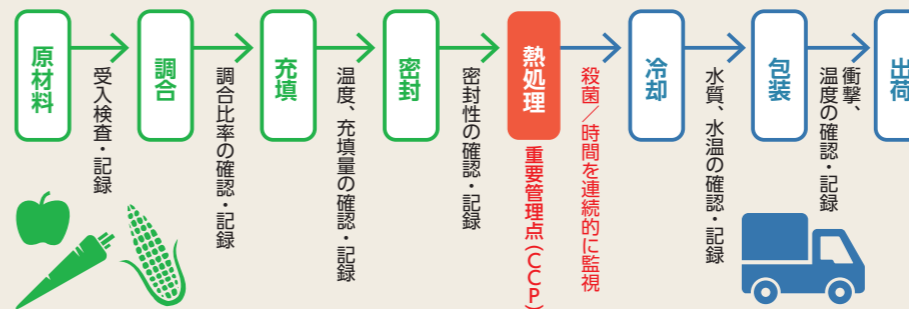 原材料
受入検査・記録
調合
調合比率の確認・記録
充填
温度、充填量の確認・記録
密封
密封性の確認・記録
熱処理
重要管理点(CCP)
殺菌/時間を連続的に監視
冷却
水質、水温の確認・記録
包装
衝撃、
温度の確認・記録
出荷